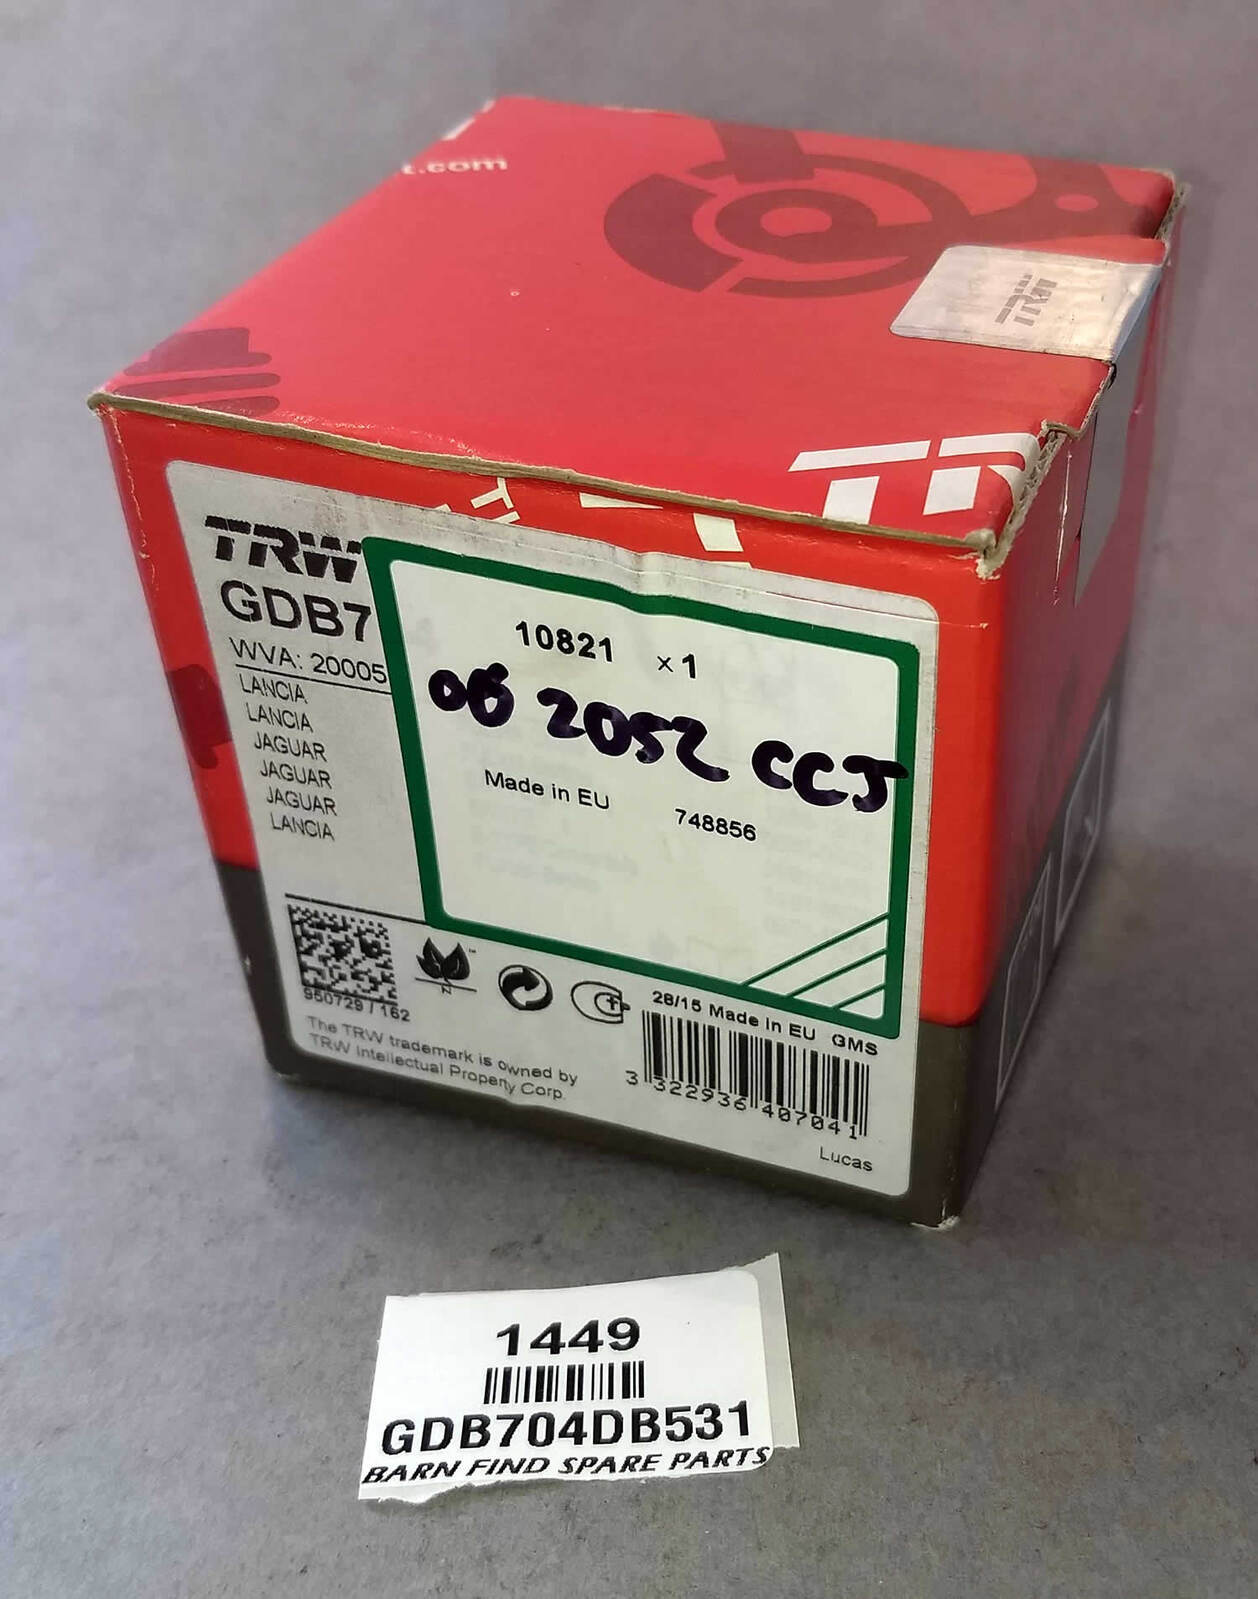 t.com
TRW
TR
TRW
GDB7
WVA: 20005
LANCIA
LANCIA
JAGUAR
JAGUAR
JAGUAR
LANCIA
10821 x1
2052 CCJ
Made in EU 748856
950729 / 162
N
28/15 Made in EU GMS
The TRW trademark is owned by
TRW Intellectual Property Corp.
3 322936 407041
Lucas
1449
GDB704DB531
BARN FIND SPARE PARTS